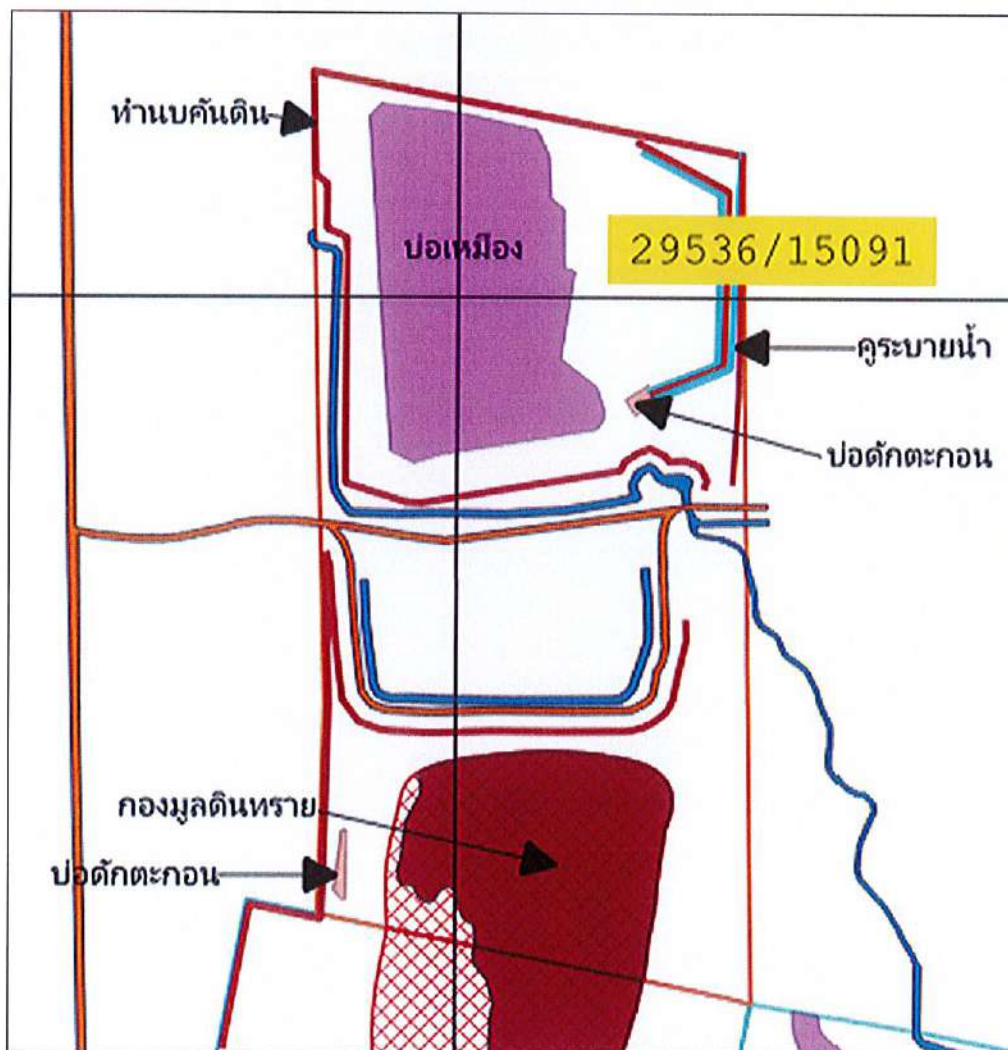 ทำนบคันดิน
บ่อเหมือง
29536/15091
คูระบายน้ำ
บ่อดักตะกอน
กองมูลดินทราย
บ่อดักตะกอน